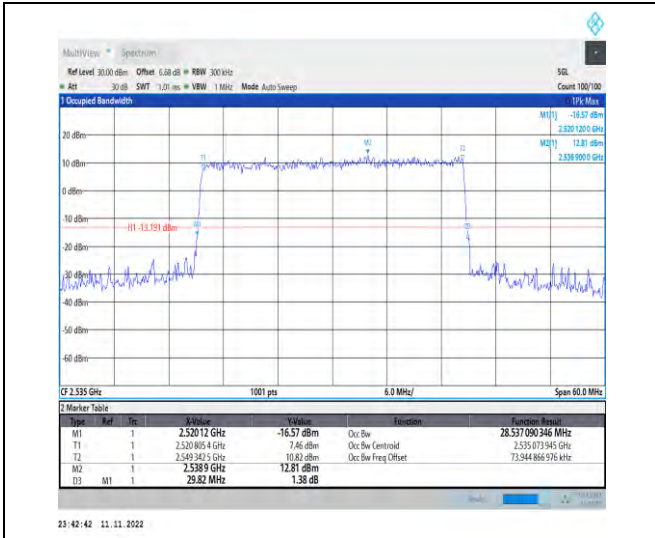 MultiView Spectrum
Ref Level 30.00 dBm Offset 6.68 dB RBW 300 kHz SGL
Att 30 dB SWT 1.01 ms VBW 1 MHz Mode Auto Sweep Count 100/100
1 Occupied Bandwidth 1Pk Max
M1[1] -16.57 dBm
2.520 120 0 GHz
M2[1] 12.81 dBm
2.538 900 0 GHz
20 dBm
M2
T1
T2
10 dBm
0 dBm
-10 dBm
H1 -13.191 dBm
M1
D3
-20 dBm
-30 dBm
-40 dBm
-50 dBm
-60 dBm
CF 2.535 GHz 1001 pts 6.0 MHz/ Span 60.0 MHz
2 Marker Table
Type Ref Trc X-Value Y-Value Function Function Result
M1 1 2.52012 GHz -16.57 dBm Occ Bw 28.537 090 346 MHz
T1 1 2.520 805 4 GHz 7.46 dBm Occ Bw Centroid 2.535 073 945 GHz
T2 1 2.549 342 5 GHz 10.82 dBm Occ Bw Freq Offset 73.944 866 976 kHz
M2 1 2.5389 GHz 12.81 dBm
D3 M1 1 29.82 MHz 1.38 dB
23:42:42 11.11.2022